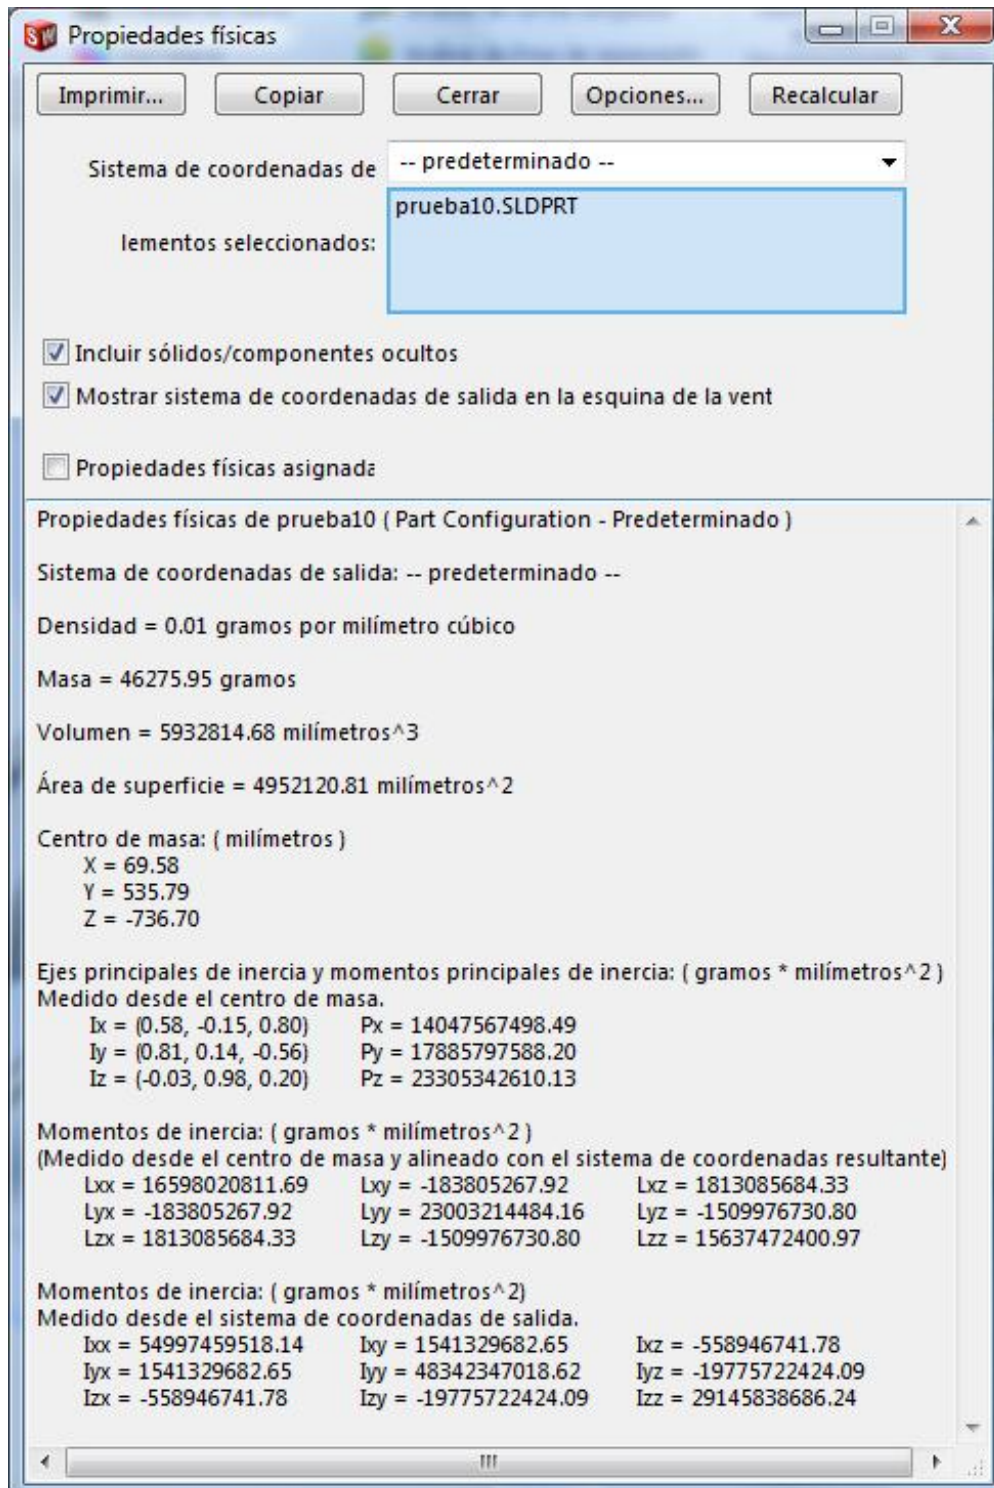 SW Propiedades físicas
Imprimir... Copiar Cerrar Opciones... Recalcular
Sistema de coordenadas de -- predeterminado --
lementos seleccionados: prueba10.SLDPRT
Incluir sólidos/componentes ocultos
Mostrar sistema de coordenadas de salida en la esquina de la vent
Propiedades físicas asignada
Propiedades físicas de prueba10 ( Part Configuration - Predeterminado )
Sistema de coordenadas de salida: -- predeterminado --
Densidad = 0.01 gramos por milímetro cúbico
Masa = 46275.95 gramos
Volumen = 5932814.68 milímetros^3
Área de superficie = 4952120.81 milímetros^2
Centro de masa: ( milímetros )
X = 69.58
Y = 535.79
Z = -736.70
Ejes principales de inercia y momentos principales de inercia: ( gramos * milímetros^2 )
Medido desde el centro de masa.
Ix = (0.58, -0.15, 0.80) Px = 14047567498.49
Iy = (0.81, 0.14, -0.56) Py = 17885797588.20
Iz = (-0.03, 0.98, 0.20) Pz = 23305342610.13
Momentos de inercia: ( gramos * milímetros^2 )
(Medido desde el centro de masa y alineado con el sistema de coordenadas resultante)
Lxx = 16598020811.69 Lxy = -183805267.92 Lxz = 1813085684.33
Lyx = -183805267.92 Lyy = 23003214484.16 Lyz = -1509976730.80
Lzx = 1813085684.33 Lzy = -1509976730.80 Lzz = 15637472400.97
Momentos de inercia: ( gramos * milímetros^2)
Medido desde el sistema de coordenadas de salida.
Ixx = 54997459518.14 Ixy = 1541329682.65 Ixz = -558946741.78
Iyx = 1541329682.65 Iyy = 48342347018.62 Iyz = -19775722424.09
Izx = -558946741.78 Izy = -19775722424.09 Izz = 29145838686.24